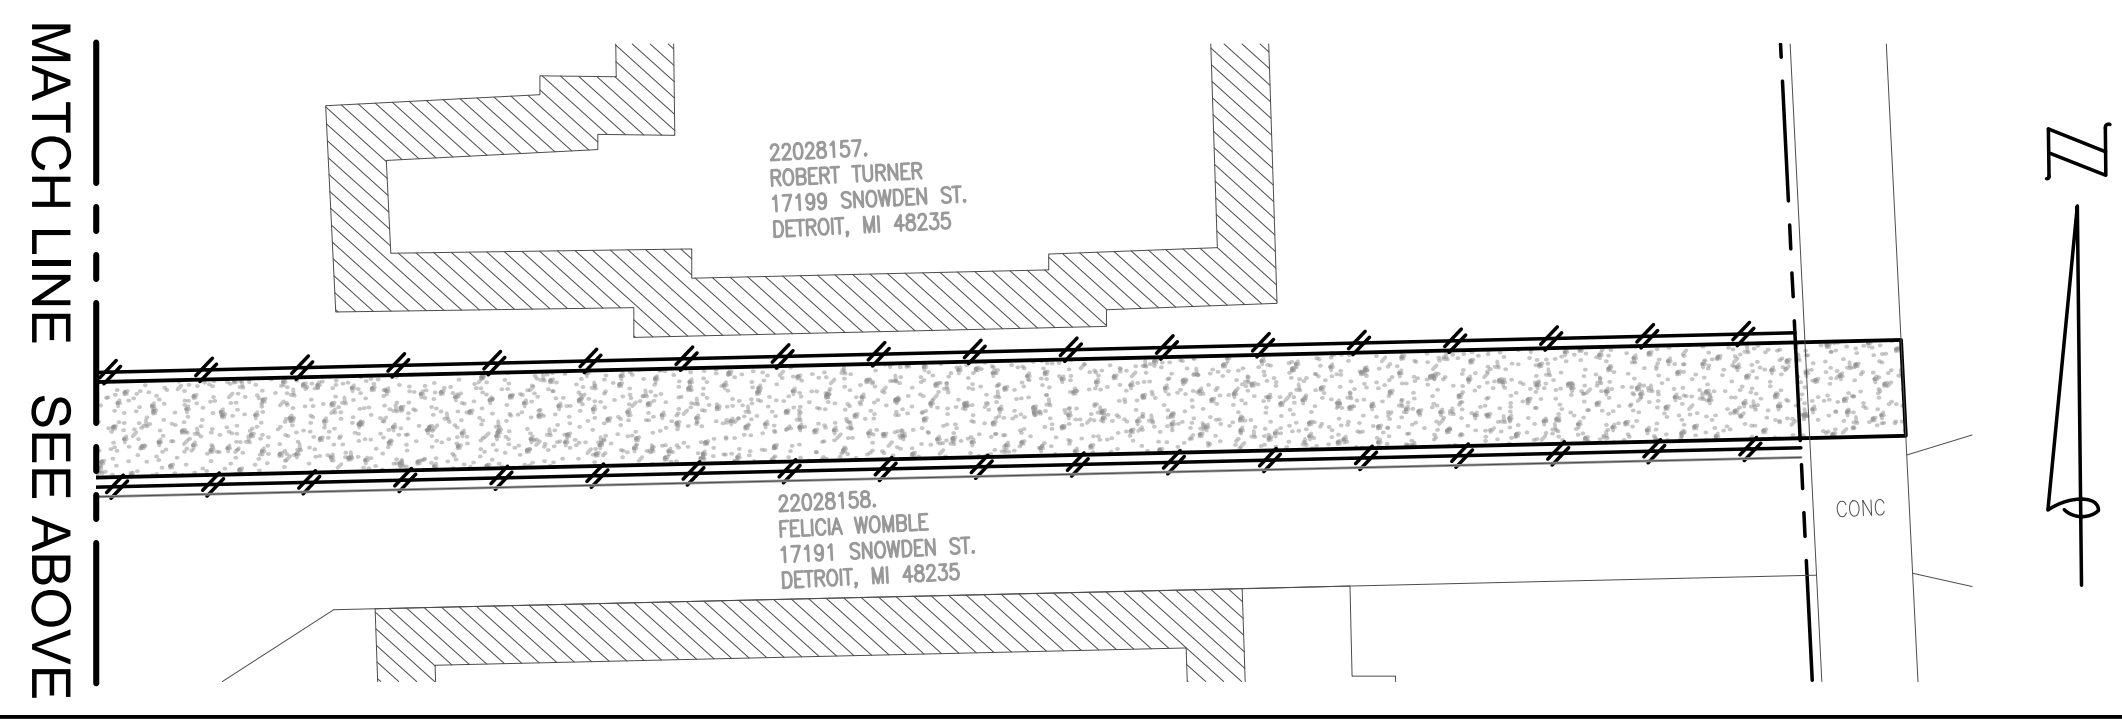 MATCH LINE SEE ABOVE
22028157.
ROBERT TURNER
17199 SNOWDEN ST.
DETROIT, MI 48235
N
22028158.
FELICIA WOMBLE
17191 SNOWDEN ST.
DETROIT, MI 48235
CONC